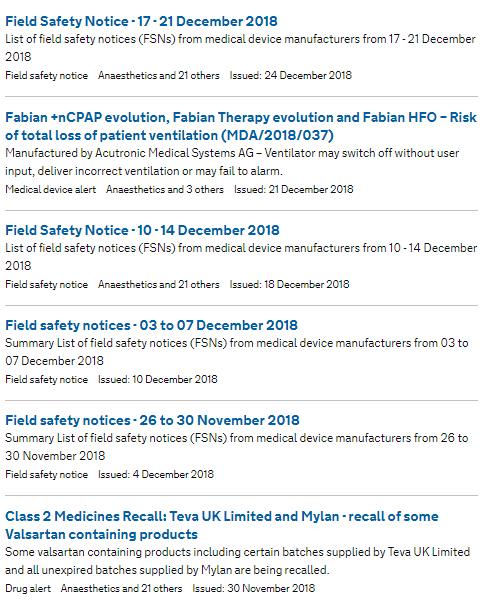 Field Safety Notice - 17 - 21 December 2018
List of field safety notices (FSNs) from medical device manufacturers from 17 - 21 December
2018
Field safety notice Anaesthetics and 21 others Issued: 24 December 2018
Fabian +nCPAP evolution, Fabian Therapy evolution and Fabian HFO – Risk
of total loss of patient ventilation (MDA/2018/037)
Manufactured by Acutronic Medical Systems AG – Ventilator may switch off without user
input, deliver incorrect ventilation or may fail to alarm.
Medical device alert Anaesthetics and 3 others Issued: 21 December 2018
Field Safety Notice - 10 - 14 December 2018
List of field safety notices (FSNs) from medical device manufacturers from 10 - 14 December
2018
Field safety notice Anaesthetics and 21 others Issued: 18 December 2018
Field safety notices - 03 to 07 December 2018
Summary List of field safety notices (FSNs) from medical device manufacturers from 03 to
07 December 2018
Field safety notice Issued: 10 December 2018
Field safety notices - 26 to 30 November 2018
Summary List of field safety notices (FSNs) from medical device manufacturers from 26 to
30 November 2018
Field safety notice Issued: 4 December 2018
Class 2 Medicines Recall: Teva UK Limited and Mylan - recall of some
Valsartan containing products
Some valsartan containing products including certain batches supplied by Teva UK Limited
and all unexpired batches supplied by Mylan are being recalled.
Drug alert Anaesthetics and 21 others Issued: 30 November 2018